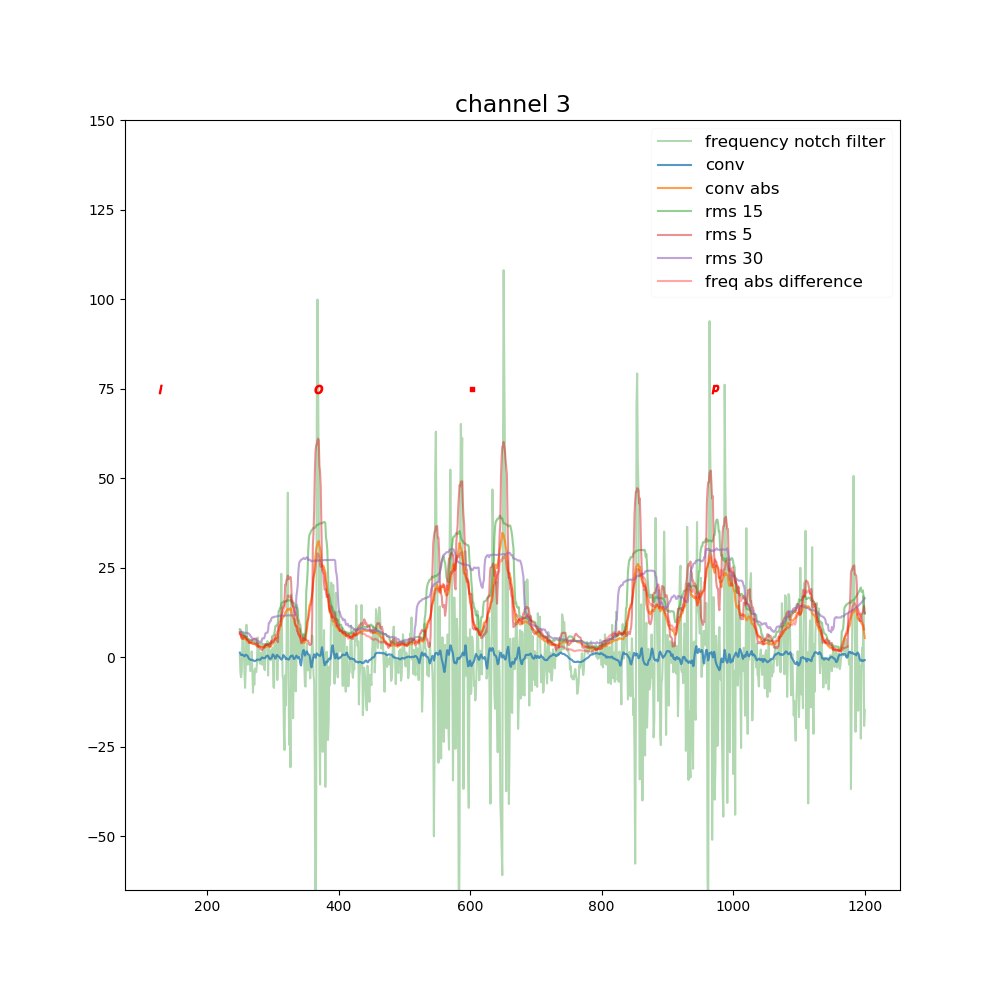 channel 3
150
125
100
75
50
25
0
−25
−50
200 400 600 800 1000 1200
frequency notch filter
conv
conv abs
rms 15
rms 5
rms 30
freq abs difference
I O . P